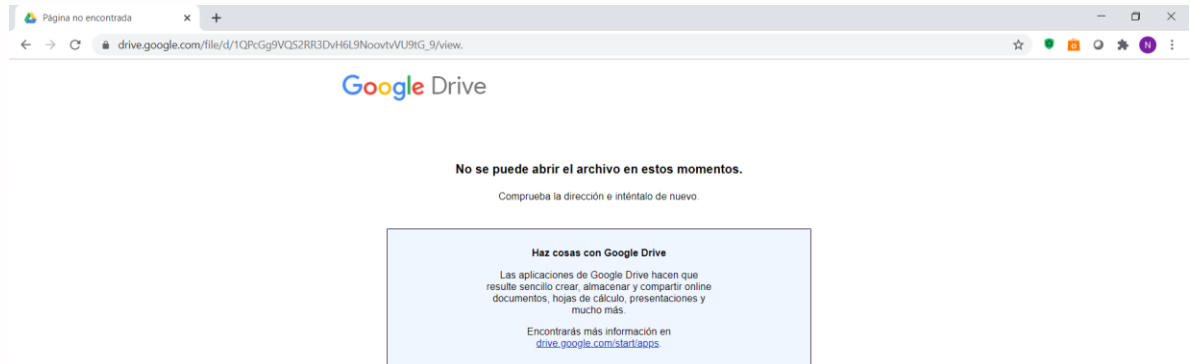 Página no encontrada
drive.google.com/file/d/1QPcGg9VQS2RR3DvH6L9NoovtvVU9tG_9/view.
N
Google Drive
No se puede abrir el archivo en estos momentos.
Comprueba la dirección e inténtalo de nuevo.
Haz cosas con Google Drive
Las aplicaciones de Google Drive hacen que
resulte sencillo crear, almacenar y compartir online
documentos, hojas de cálculo, presentaciones y
mucho más.
Encontrarás más información en
drive.google.com/start/apps.